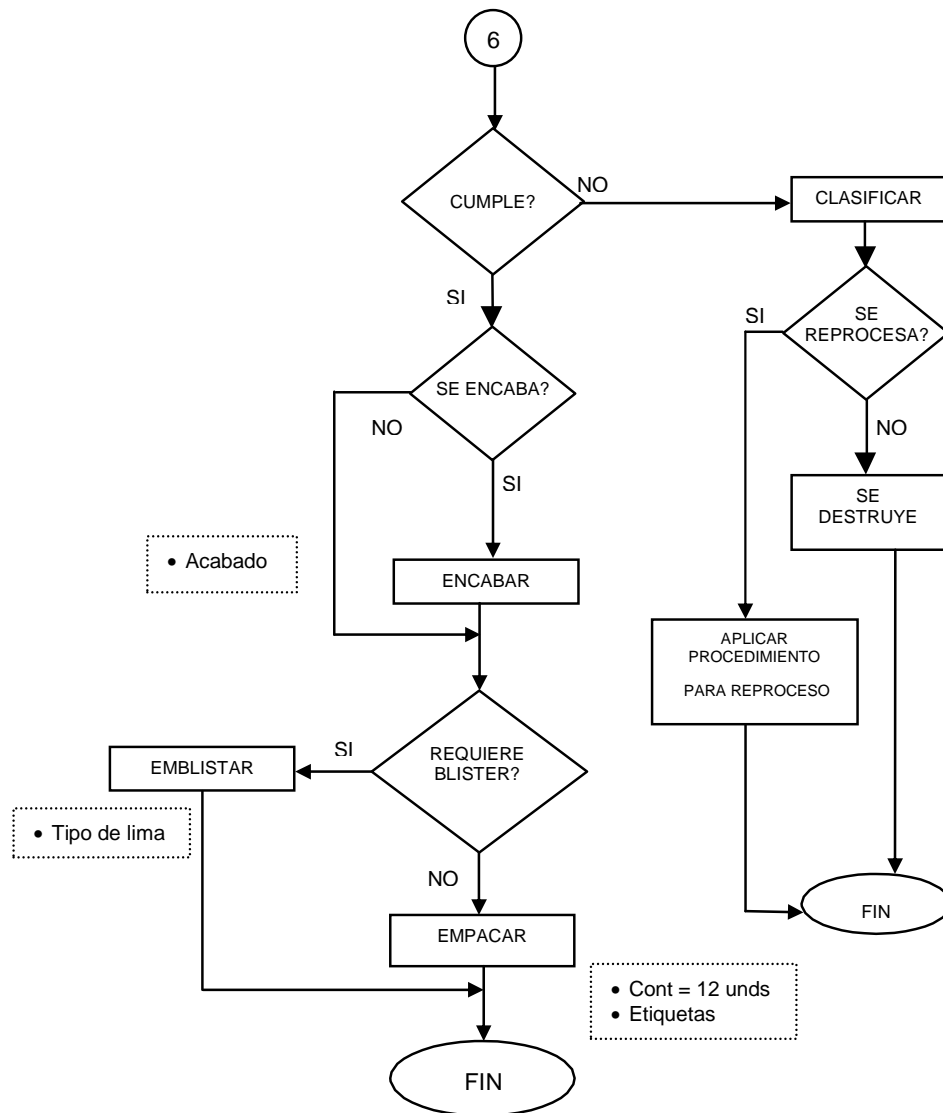 6
CUMPLE?
NO
CLASIFICAR
SI
SE
REPROCESA?
SI
SE ENCABA?
NO
NO
SI
SE
DESTRUYE
• Acabado
ENCABAR
APLICAR
PROCEDIMIENTO
PARA REPROCESO
REQUIERE
BLISTER?
SI
EMBLISTAR
• Tipo de lima
NO
FIN
EMPACAR
• Cont = 12 unds
• Etiquetas
FIN